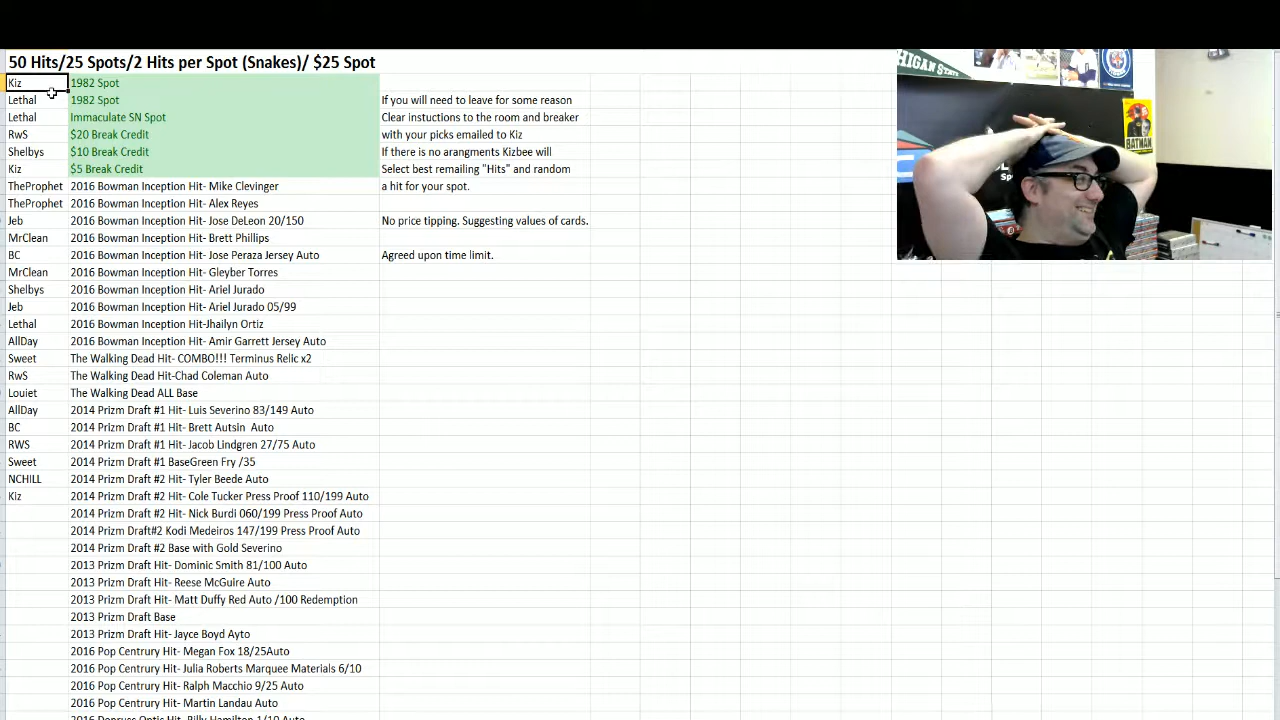 50 Hits/25 Spots/2 Hits per Spot (Snakes)/ $25 Spot
Kiz 1982 Spot
Lethal 1982 Spot If you will need to leave for some reason
Lethal Immaculate SN Spot Clear instuctions to the room and breaker
RwS $20 Break Credit with your picks emailed to Kiz
Shelbys $10 Break Credit If there is no arrangments Kizbee will
Kiz $5 Break Credit Select best remailing "Hits" and random
TheProphet 2016 Bowman Inception Hit- Mike Clevinger a hit for your spot.
TheProphet 2016 Bowman Inception Hit- Alex Reyes
Jeb 2016 Bowman Inception Hit- Jose DeLeon 20/150 No price tipping. Suggesting values of cards.
MrClean 2016 Bowman Inception Hit- Brett Phillips
BC 2016 Bowman Inception Hit- Jose Peraza Jersey Auto Agreed upon time limit.
MrClean 2016 Bowman Inception Hit- Gleyber Torres
Shelbys 2016 Bowman Inception Hit- Ariel Jurado
Jeb 2016 Bowman Inception Hit- Ariel Jurado 05/99
Lethal 2016 Bowman Inception Hit-Jhailyn Ortiz
AllDay 2016 Bowman Inception Hit- Amir Garrett Jersey Auto
Sweet The Walking Dead Hit- COMBO!!! Terminus Relic x2
RwS The Walking Dead Hit-Chad Coleman Auto
Louiet The Walking Dead ALL Base
AllDay 2014 Prizm Draft #1 Hit- Luis Severino 83/149 Auto
BC 2014 Prizm Draft #1 Hit- Brett Autsin Auto
RWS 2014 Prizm Draft #1 Hit- Jacob Lindgren 27/75 Auto
Sweet 2014 Prizm Draft #1 BaseGreen Fry /35
NCHILL 2014 Prizm Draft #2 Hit- Tyler Beede Auto
Kiz 2014 Prizm Draft #2 Hit- Cole Tucker Press Proof 110/199 Auto
2014 Prizm Draft #2 Hit- Nick Burdi 060/199 Press Proof Auto
2014 Prizm Draft#2 Kodi Medeiros 147/199 Press Proof Auto
2014 Prizm Draft #2 Base with Gold Severino
2013 Prizm Draft Hit- Dominic Smith 81/100 Auto
2013 Prizm Draft Hit- Reese McGuire Auto
2013 Prizm Draft Hit- Matt Duffy Red Auto /100 Redemption
2013 Prizm Draft Base
2013 Prizm Draft Hit- Jayce Boyd Ayto
2016 Pop Centrury Hit- Megan Fox 18/25Auto
2016 Pop Centrury Hit- Julia Roberts Marquee Materials 6/10
2016 Pop Centrury Hit- Ralph Macchio 9/25 Auto
2016 Pop Centrury Hit- Martin Landau Auto
2016 Donruss Optic Hit- Billy Hamilton 1/10 Auto
HIGAN STATE
BATMAN